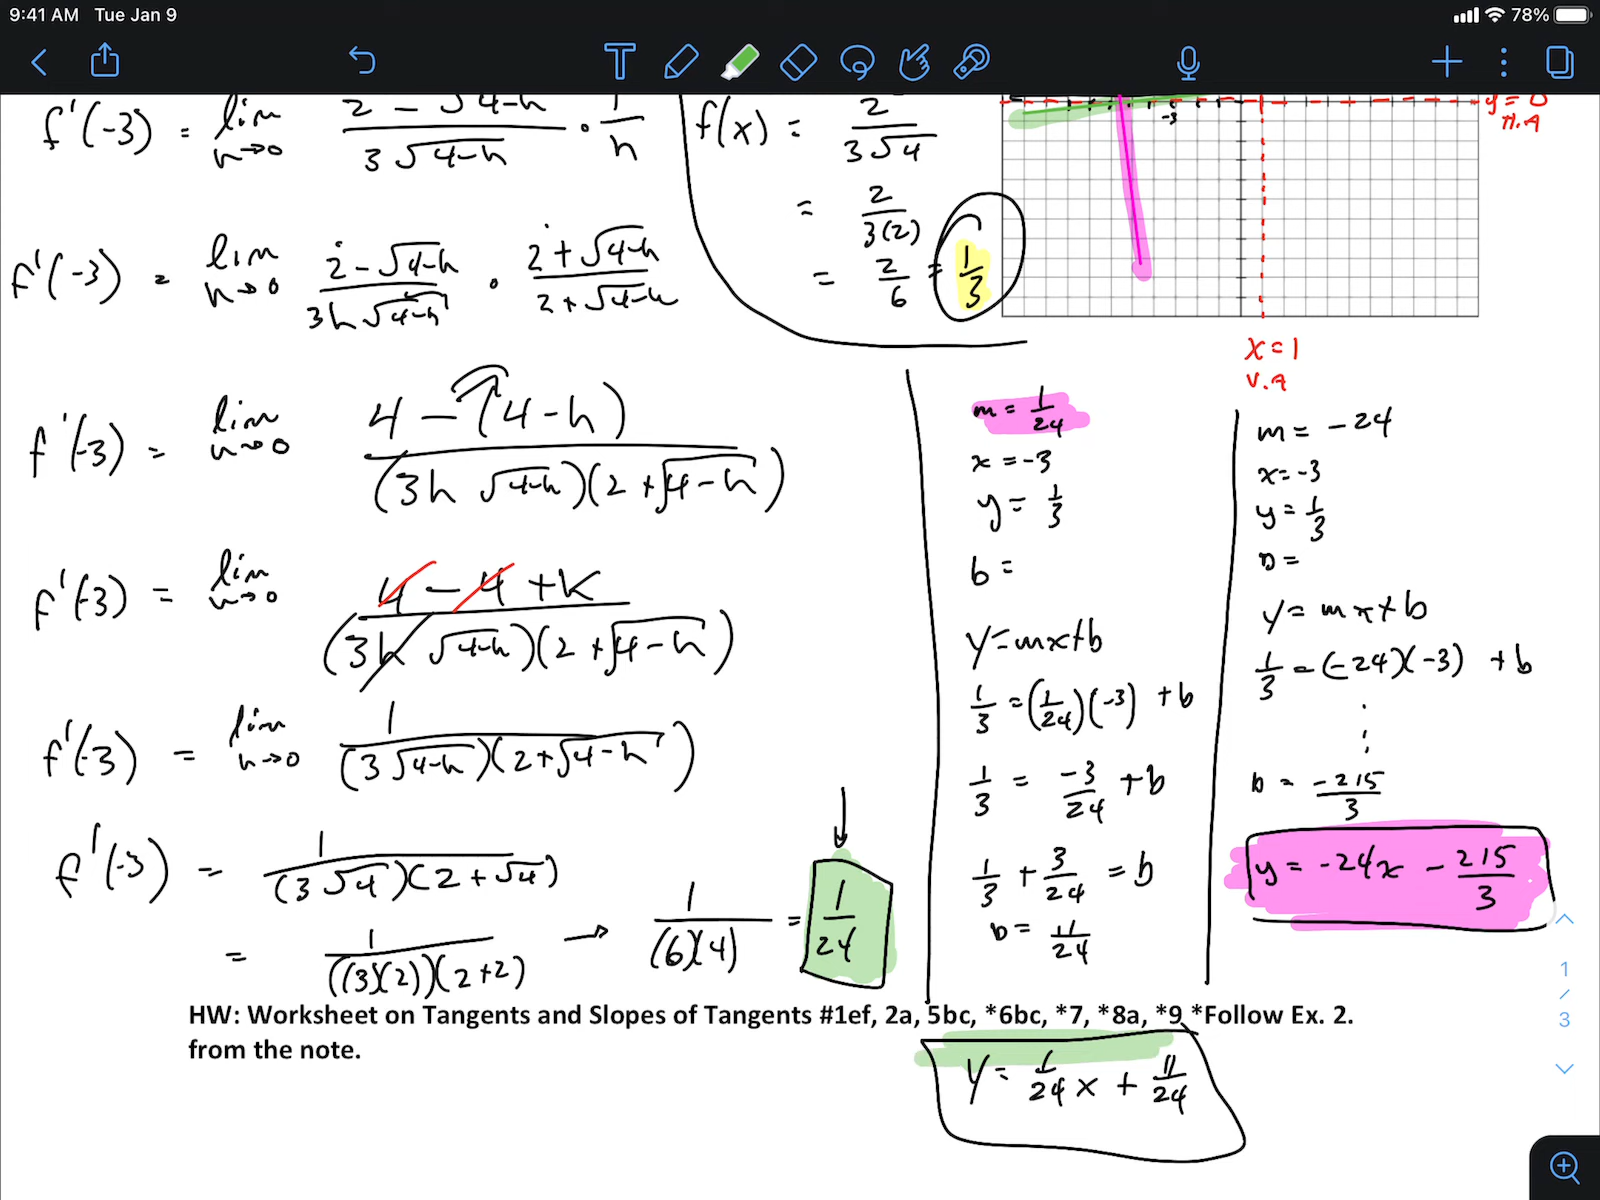 9:41 AM Tue Jan 9
78%
f'(-3) = lim h→0 2 - √4-h / 3√4-h · 1/h
f'(-3) = lim h→0 2-√4-h / 3h√4-h · 2+√4-h / 2+√4-h
f'(-3) = lim h→0 4 - (4-h) / (3h √4-h)(2+√4-h)
f'(-3) = lim h→0 4 - 4 + h / (3h √4-h)(2+√4-h)
f'(-3) = lim h→0 1 / (3√4-h)(2+√4-h)
f'(-3) = 1 / (3√4)(2+√4)
= 1 / ((3)(2))(2+2) → 1 / (6)(4) = 1/24
f(x) = 2 / 3√4
= 2 / 3(2)
= 2/6 = 1/3
-3
y = 0
H.A
x = 1
V.A
m = 1/24
x = -3
y = 1/3
b =
y = mx+b
1/3 = (1/24)(-3) + b
1/3 = -3/24 + b
1/3 + 3/24 = b
b = 11/24
m = -24
x = -3
y = 1/3
b =
y = mx+b
1/3 = (-24)(-3) + b
⋮
b = -215/3
y = -24x - 215/3
HW: Worksheet on Tangents and Slopes of Tangents #1ef, 2a, 5bc, *6bc, *7, *8a, *9 *Follow Ex. 2.
from the note.
y = 1/24 x + 11/24
1
/
3